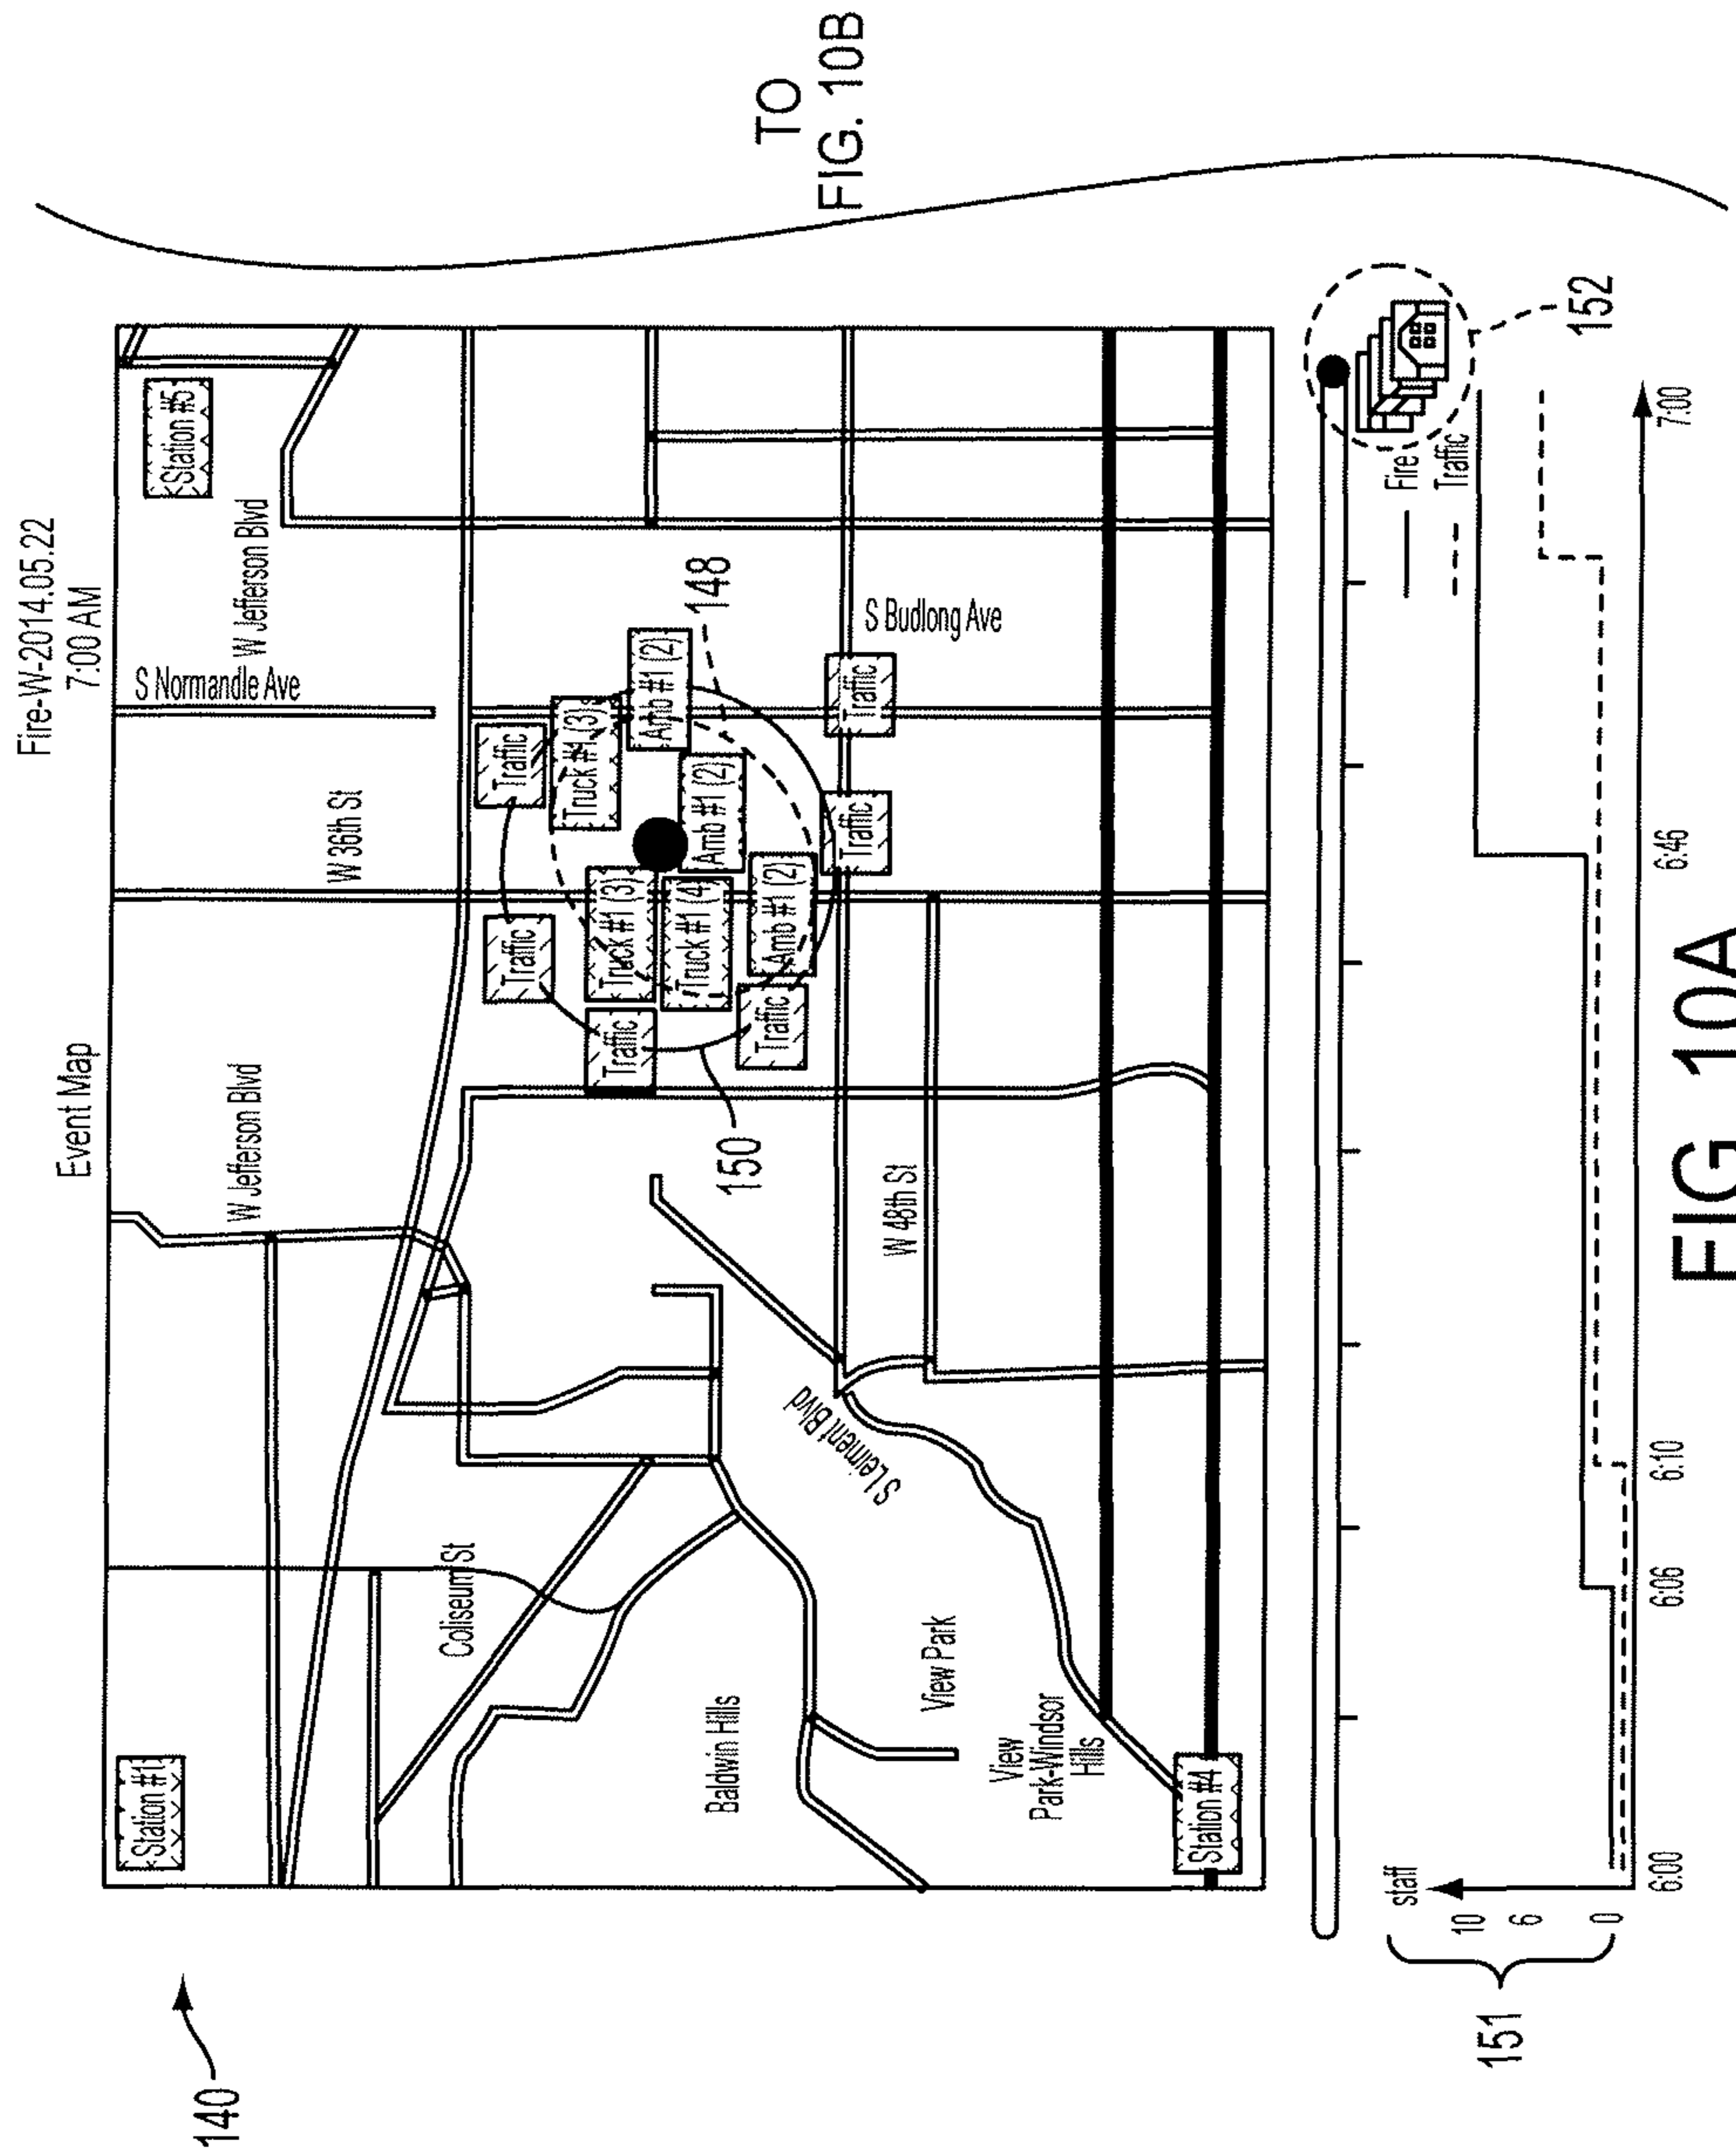 140
Event Map
Fire-W-2014.05.22
7:00 AM
Station #1
W Jefferson Blvd
W 36th St
S Normandle Ave
W Jefferson Blvd
Station #5
Coliseum St
Traffic
Traffic
Truck #1 (3)
Traffic
Truck #1 (3)
Amb #1 (2)
148
Truck #1 (4)
Amb #1 (2)
150
Traffic
Amb #1 (2)
Traffic
Traffic
S Budlong Ave
Baldwin Hills
S Leiment Blvd
W 48th St
View Park
View
Park-Windsor
Hills
Station #4
TO
FIG. 10B
151
staff
10
6
0
Fire
Traffic
152
6:00
6:06
6:10
6:46
7:00
FIG 10A